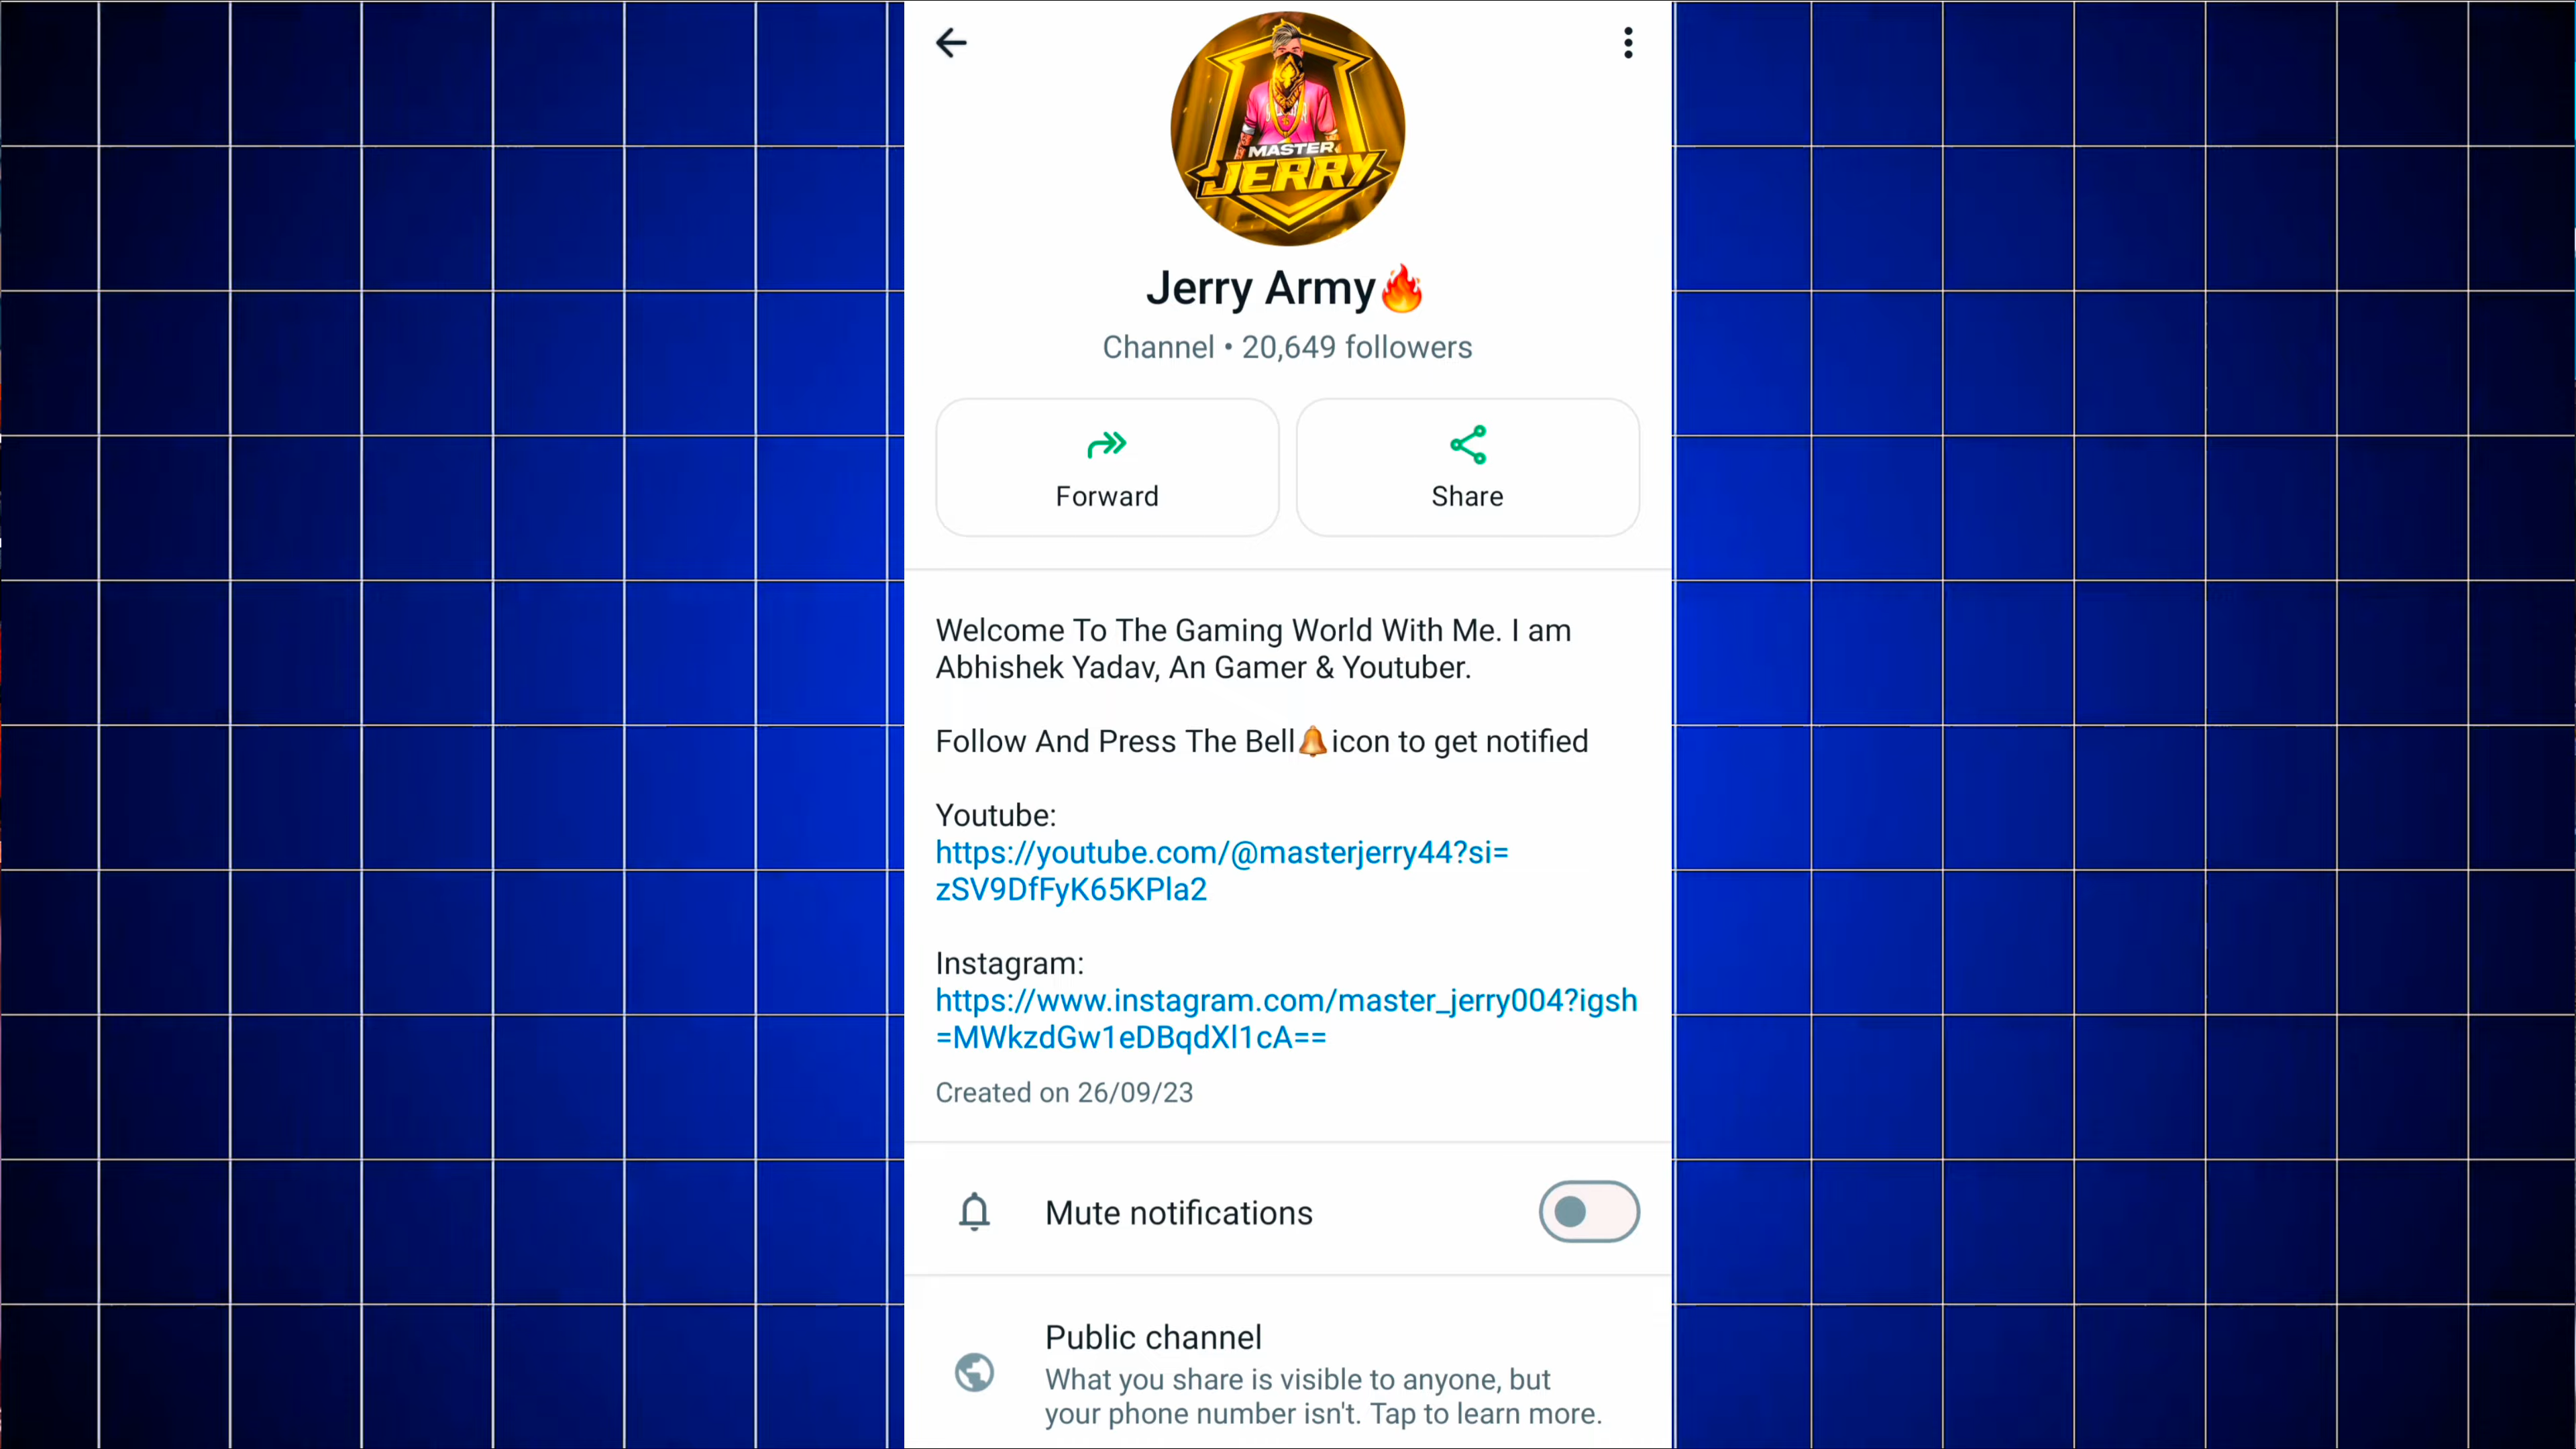 MASTER
JERRY
Jerry Army🔥
Channel • 20,649 followers
Forward
Share
Welcome To The Gaming World With Me. I am
Abhishek Yadav, An Gamer & Youtuber.
Follow And Press The Bell🔔icon to get notified
Youtube:
https://youtube.com/@masterjerry44?si=
zSV9DfFyK65KPla2
Instagram:
https://www.instagram.com/master_jerry004?igsh
=MWkzdGw1eDBqdXl1cA==
Created on 26/09/23
Mute notifications
Public channel
What you share is visible to anyone, but
your phone number isn't. Tap to learn more.